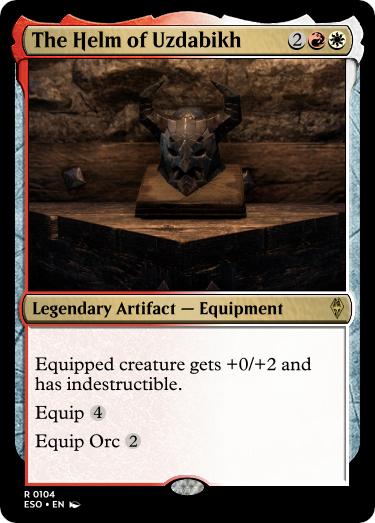 The Helm of Uzdabikh 2
Legendary Artifact — Equipment
Equipped creature gets +0/+2 and
has indestructible.
Equip 4
Equip Orc 2
R 0104
ESO • EN